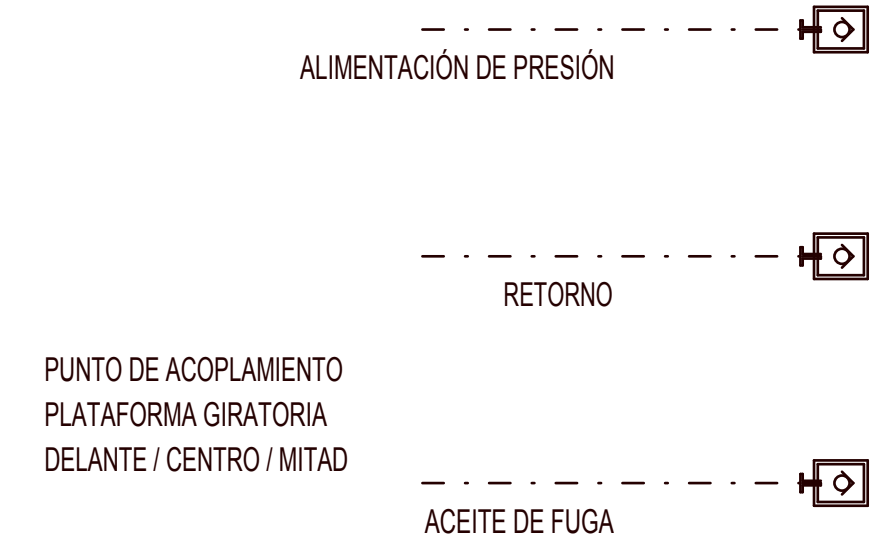 ALIMENTACIÓN DE PRESIÓN
RETORNO
PUNTO DE ACOPLAMIENTO
PLATAFORMA GIRATORIA
DELANTE / CENTRO / MITAD
ACEITE DE FUGA